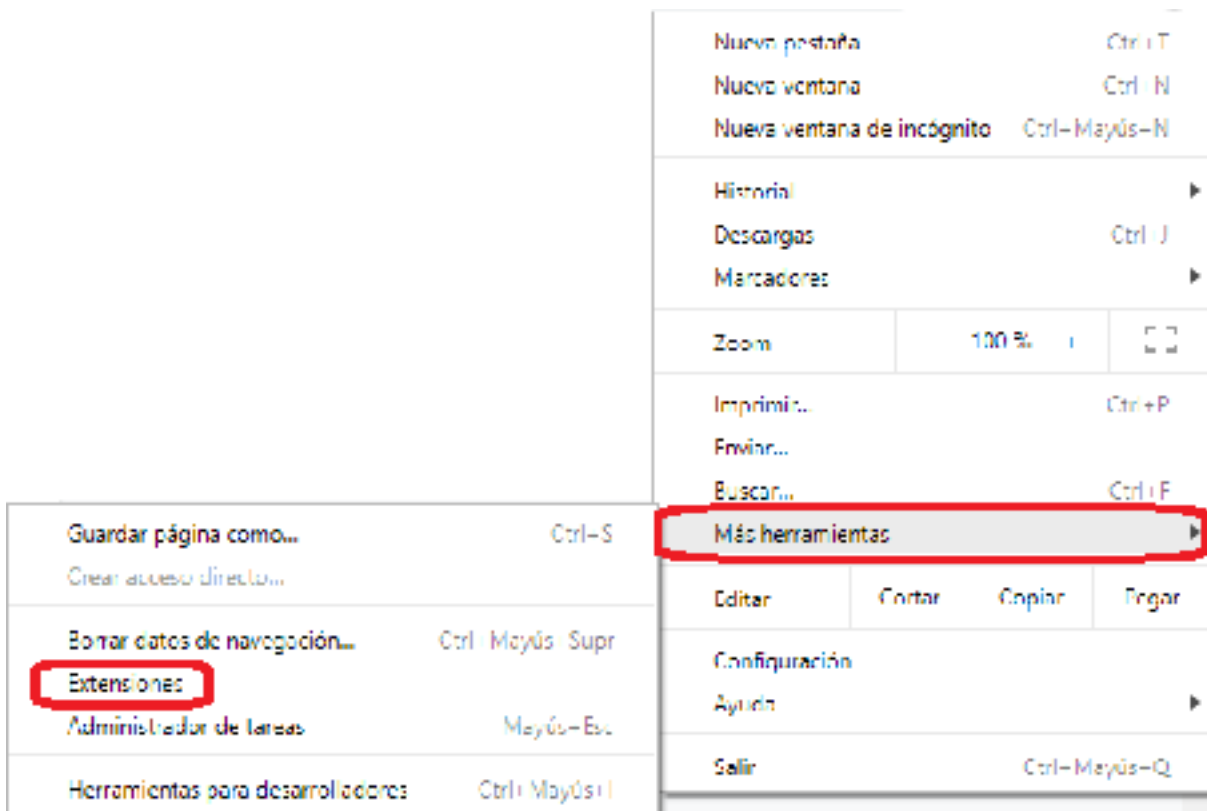 Nueva pestaña Ctrl+T
Nueva ventana Ctrl+N
Nueva ventana de incógnito Ctrl+Mayús+N
Historial
Descargas Ctrl+J
Marcadores
Zoom 100 % +
Imprimir... Ctrl+P
Enviar...
Buscar... Ctrl+F
Más herramientas
Editar Cortar Copiar Pegar
Configuración
Ayuda
Salir Ctrl+Mayús+Q
Guardar página como... Ctrl+S
Crear acceso directo...
Borrar datos de navegación... Ctrl+Mayús+Supr
Extensiones
Administrador de tareas Mayús+Esc
Herramientas para desarrolladores Ctrl+Mayús+I